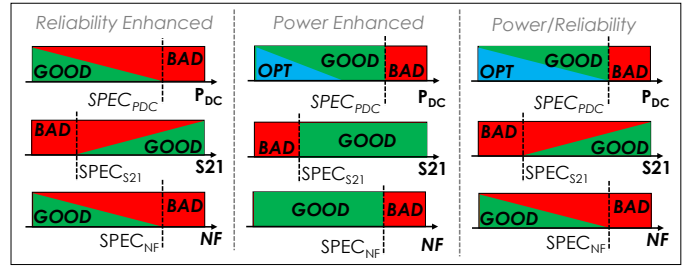 Reliability Enhanced
GOOD BAD
SPEC_PDC P_DC
BAD GOOD
SPEC_S21 S21
GOOD BAD
SPEC_NF NF
Power Enhanced
OPT GOOD BAD
SPEC_PDC P_DC
BAD GOOD
SPEC_S21 S21
GOOD BAD
SPEC_NF NF
Power/Reliability
OPT GOOD BAD
SPEC_PDC P_DC
BAD GOOD
SPEC_S21 S21
GOOD BAD
SPEC_NF NF